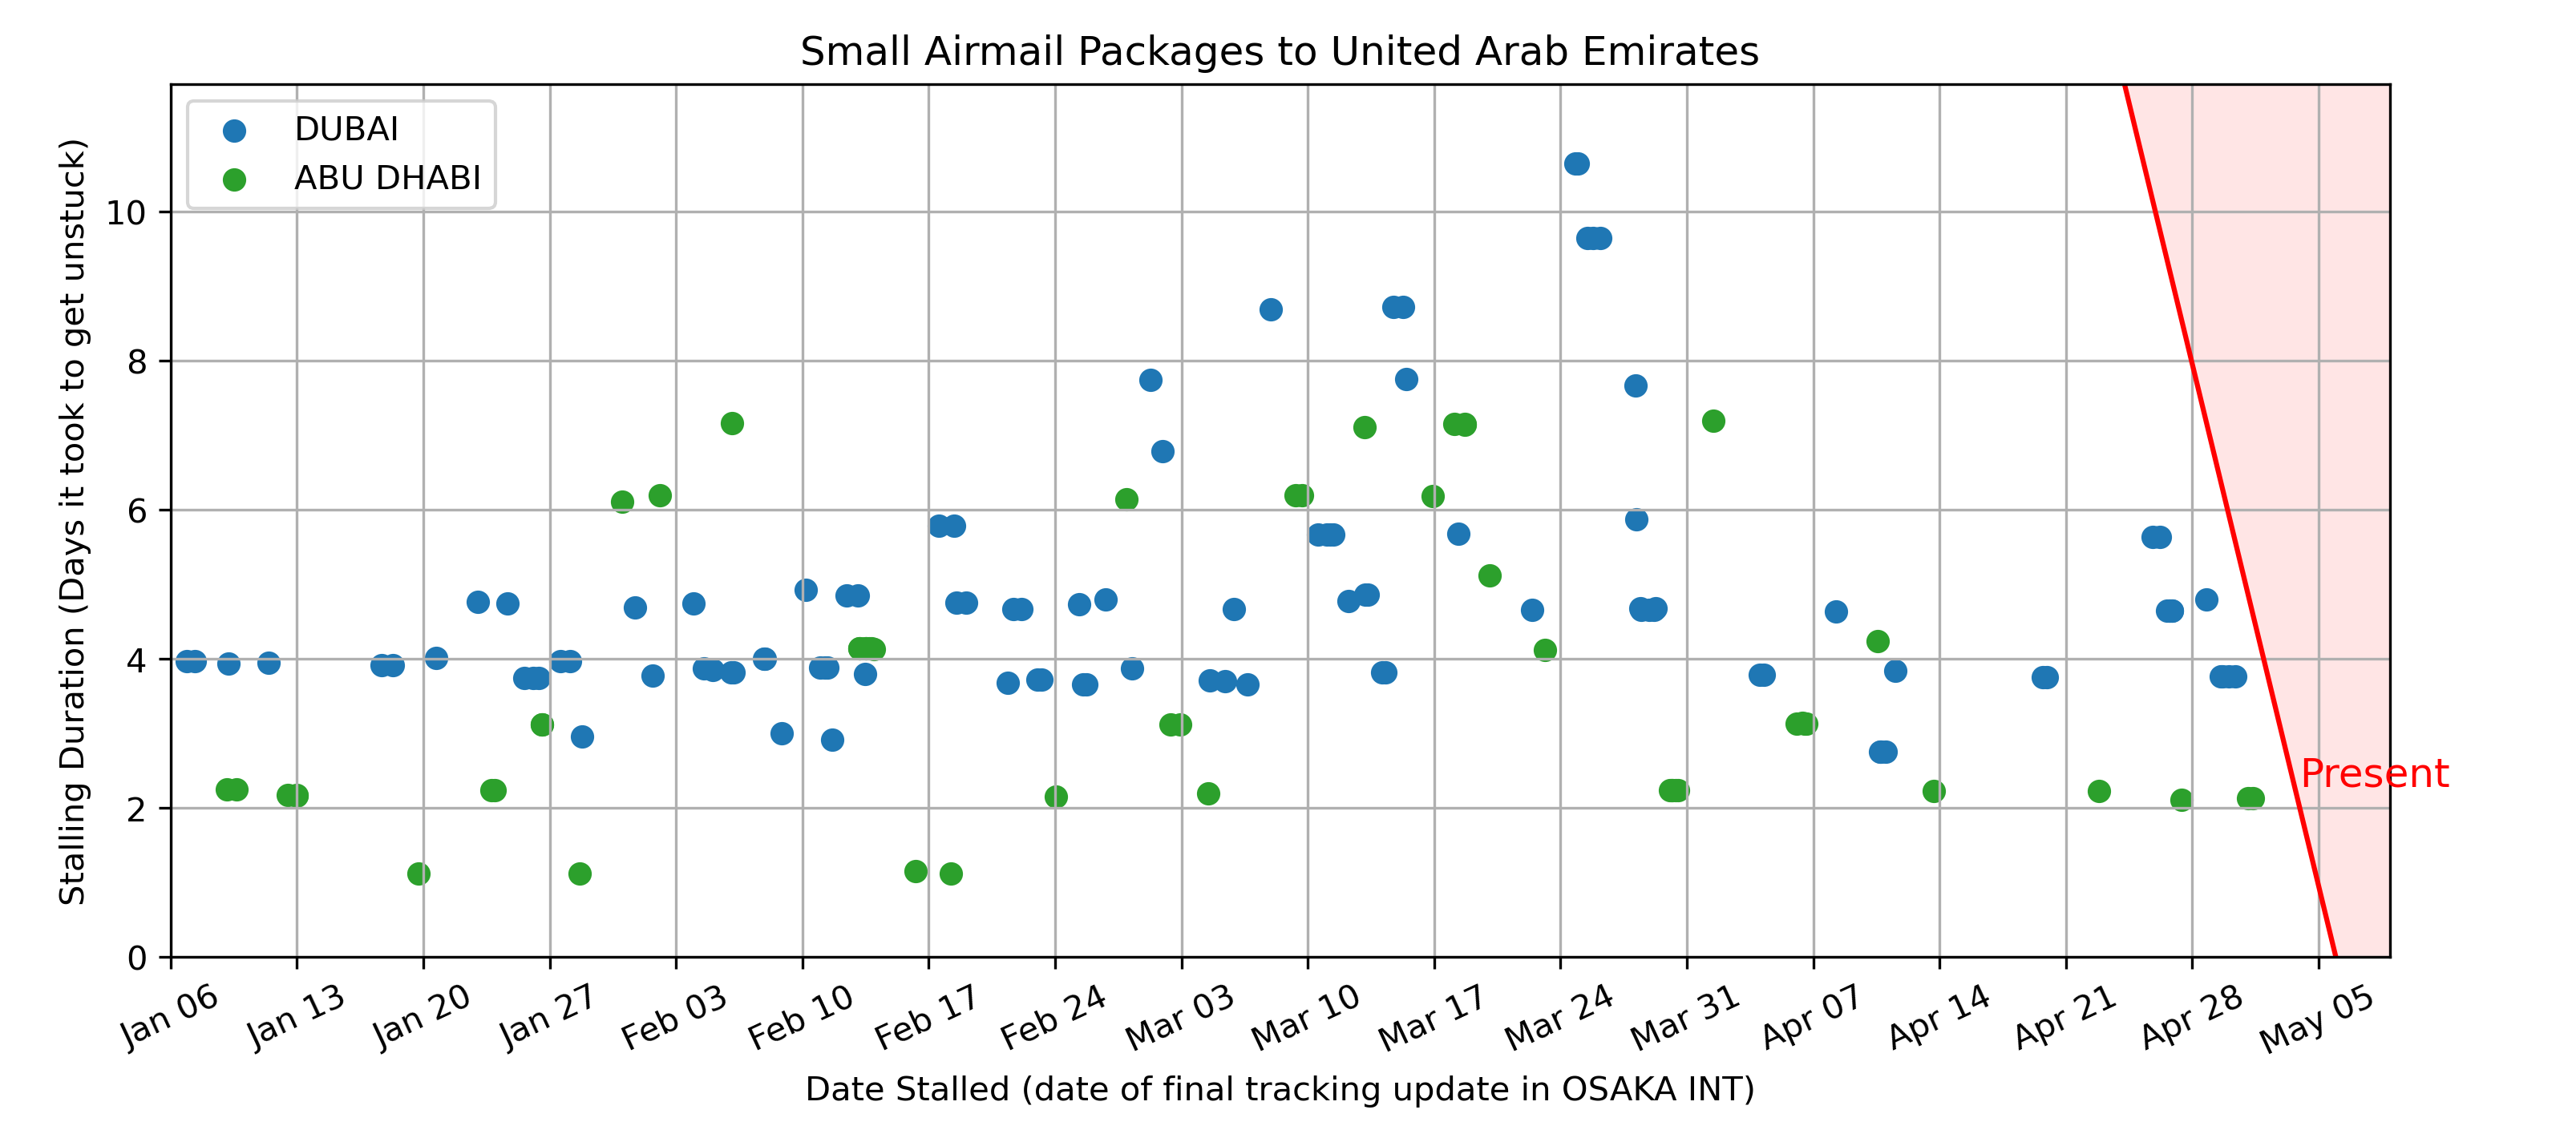 Small Airmail Packages to United Arab Emirates
DUBAI
ABU DHABI
Stalling Duration (Days it took to get unstuck)
10
8
6
4
2
0
Present
Jan 06
Jan 13
Jan 20
Jan 27
Feb 03
Feb 10
Feb 17
Feb 24
Mar 03
Mar 10
Mar 17
Mar 24
Mar 31
Apr 07
Apr 14
Apr 21
Apr 28
May 05
Date Stalled (date of final tracking update in OSAKA INT)